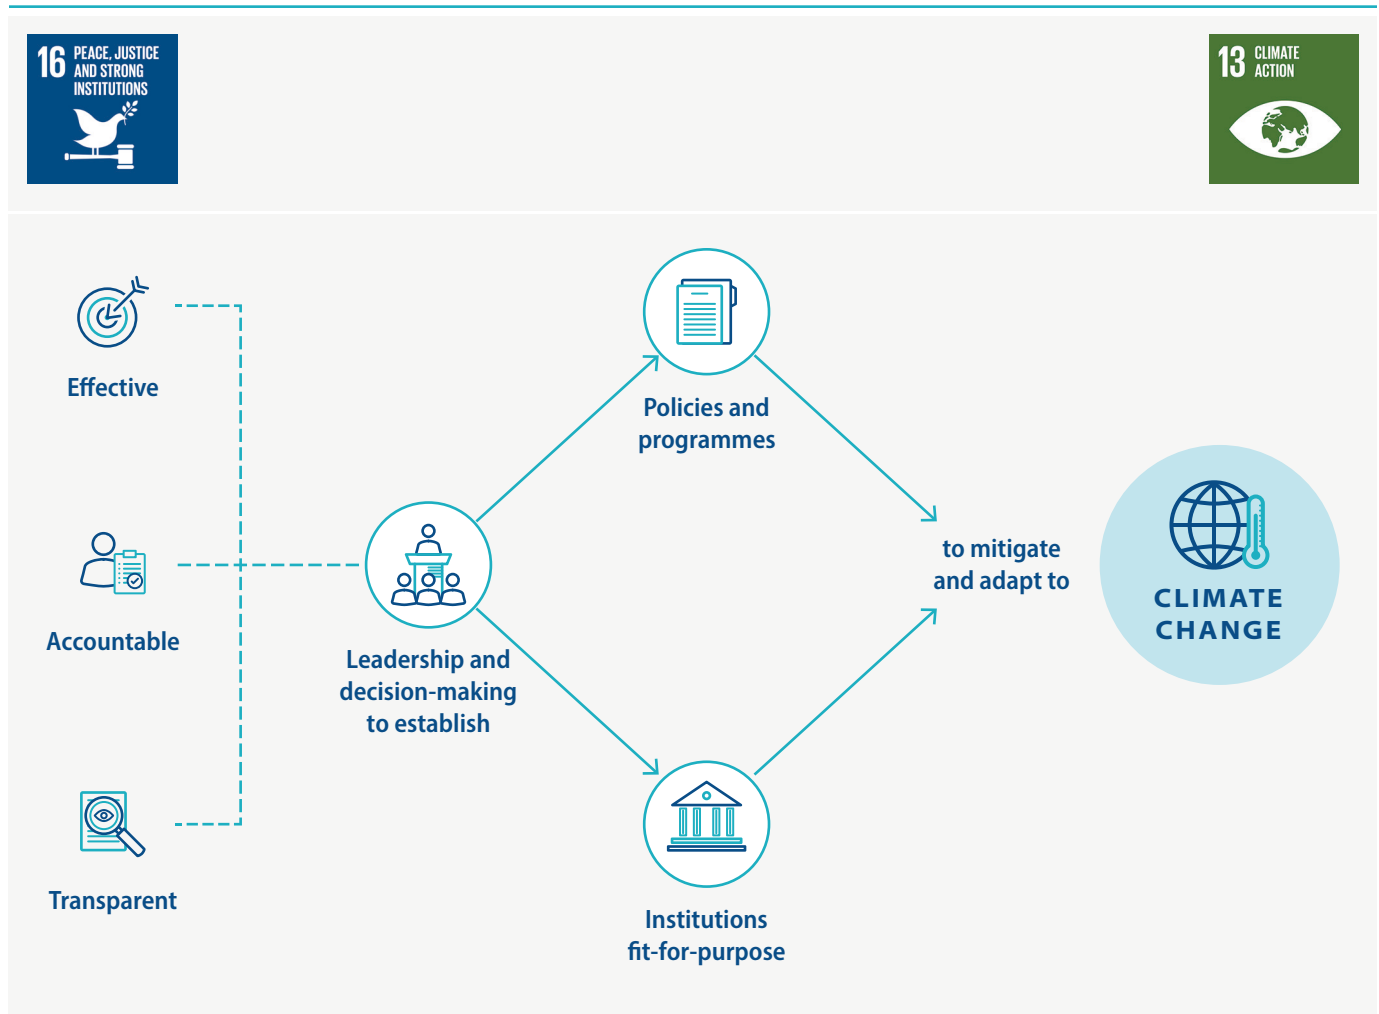 16 PEACE, JUSTICE
AND STRONG
INSTITUTIONS
13 CLIMATE
ACTION
Effective
Accountable
Transparent
Leadership and
decision-making
to establish
Policies and
programmes
Institutions
fit-for-purpose
to mitigate
and adapt to
CLIMATE
CHANGE